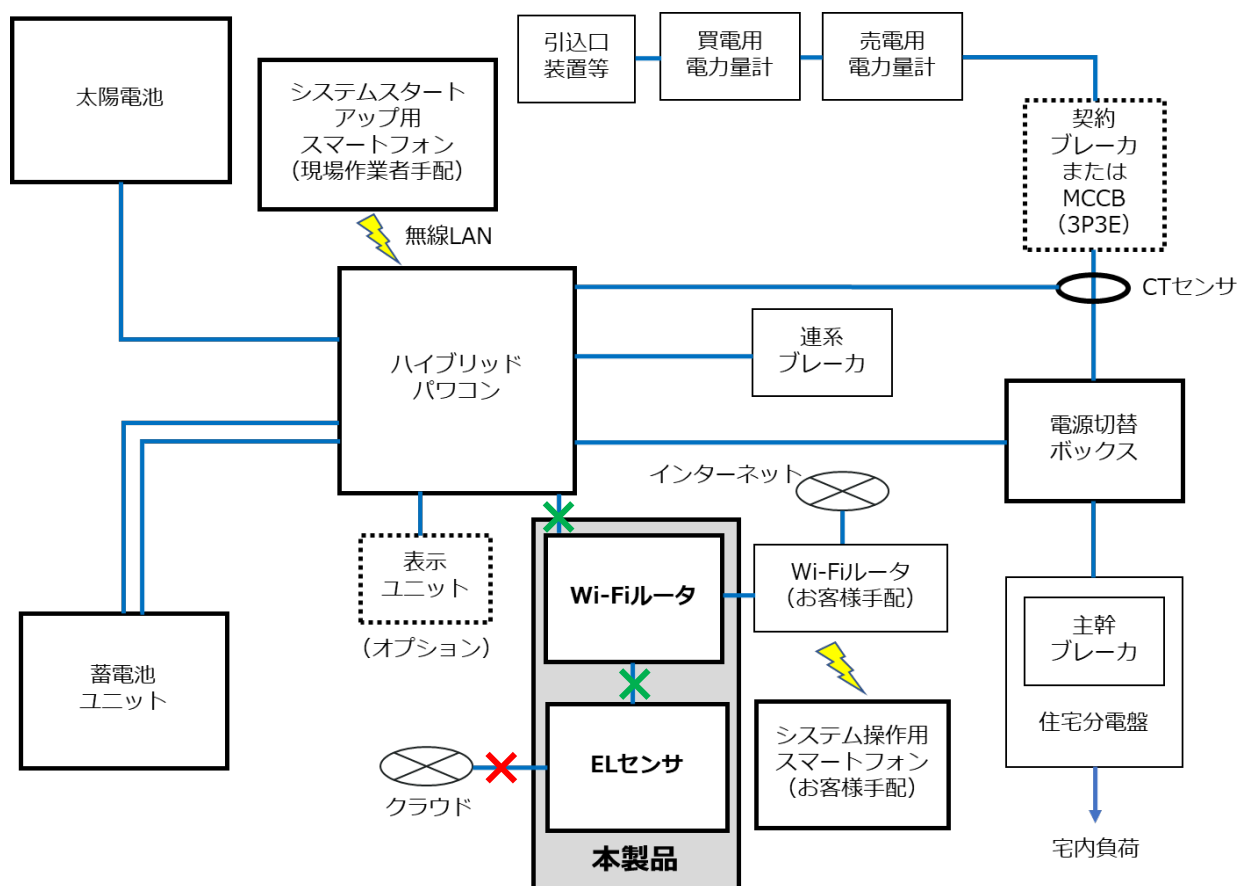 太陽電池
システムスタート
アップ用
スマートフォン
（現場作業者手配）
無線LAN
引込口
装置等
買電用
電力量計
売電用
電力量計
契約
ブレーカ
または
MCCB
（3P3E）
CTセンサ
ハイブリッド
パワコン
連系
ブレーカ
電源切替
ボックス
インターネット
表示
ユニット
（オプション）
Wi-Fiルータ
Wi-Fiルータ
（お客様手配）
主幹
ブレーカ
住宅分電盤
蓄電池
ユニット
クラウド
ELセンサ
システム操作用
スマートフォン
（お客様手配）
本製品
宅内負荷